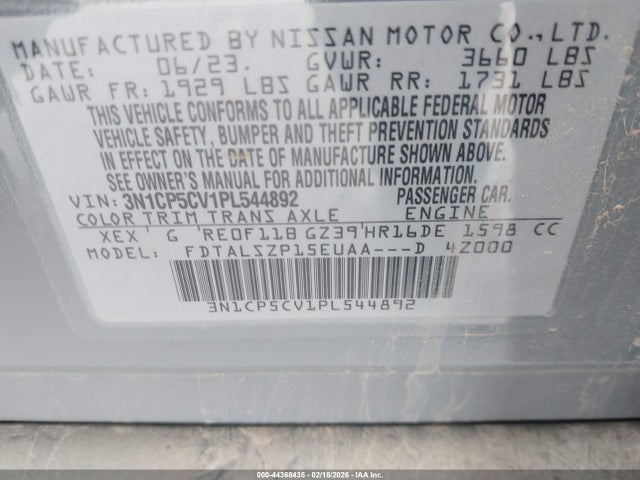 MANUFACTURED BY NISSAN MOTOR CO., LTD.
DATE: 06/23. GVWR: 3660 LBS
GAWR FR: 1929 LBS GAWR RR: 1731 LBS
THIS VEHICLE CONFORMS TO ALL APPLICABLE FEDERAL MOTOR
VEHICLE SAFETY, BUMPER AND THEFT PREVENTION STANDARDS
IN EFFECT ON THE DATE OF MANUFACTURE SHOWN ABOVE.
SEE OWNER'S MANUAL FOR ADDITIONAL INFORMATION.
VIN: 3N1CP5CV1PL544892 PASSENGER CAR.
COLOR TRIM TRANS AXLE ENGINE
XEX G RE0F11B GZ39 HR16DE 1598 CC
MODEL: FDTALSZP15EUAA---D 4Z000
3N1CP5CV1PL544892
000-44368435 - 02/18/2026 - IAAI.COM